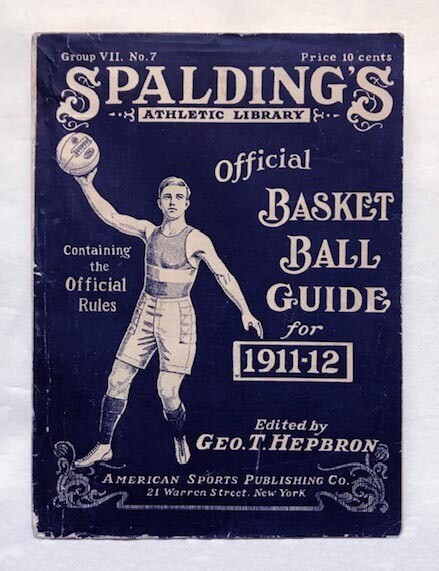 Group VII. No. 7
Price 10 cents
SPALDING'S
ATHLETIC LIBRARY
Official
BASKET
BALL
GUIDE
for
1911-12
Containing
the
Official
Rules
Edited by
GEO. T. HEPBRON
AMERICAN SPORTS PUBLISHING CO.
21 Warren Street, New York